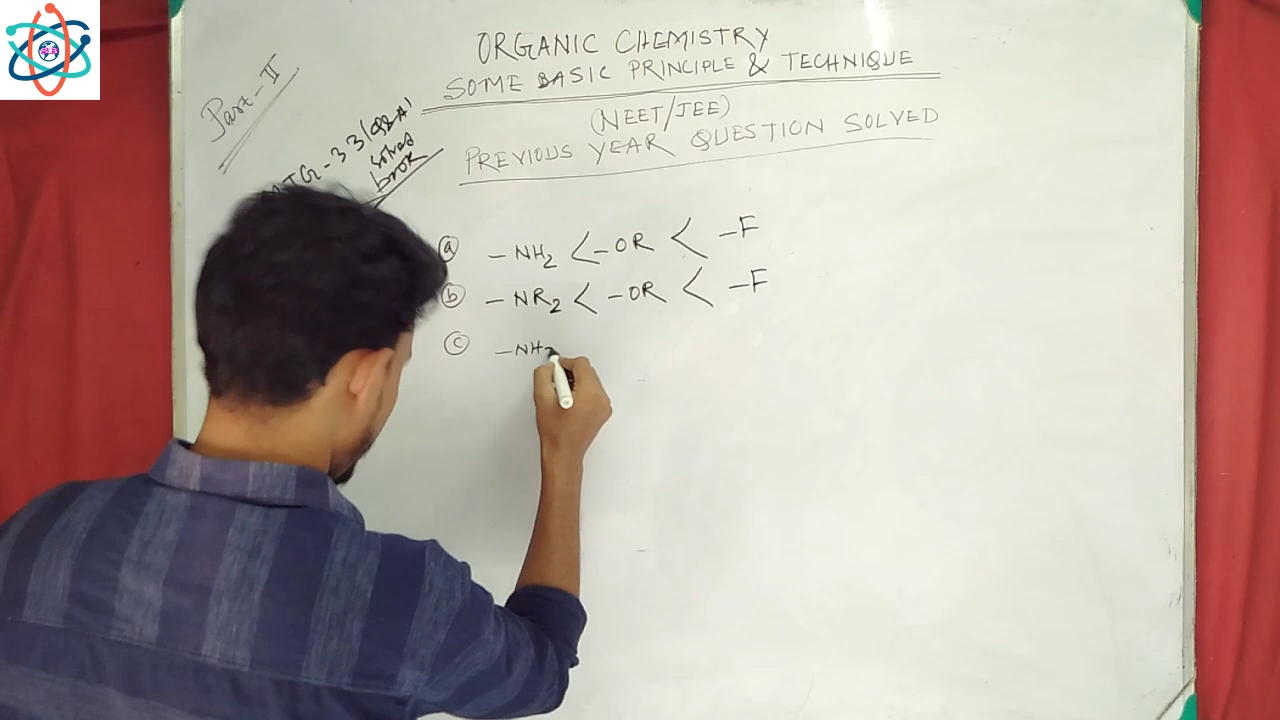 ORGANIC CHEMISTRY
SOME BASIC PRINCIPLE & TECHNIQUE
(NEET/JEE)
PREVIOUS YEAR QUESTION SOLVED
Part-II
solved
book
ⓐ -NH₂ < -OR < -F
ⓑ -NR₂ < -OR < -F
ⓒ -NH₂